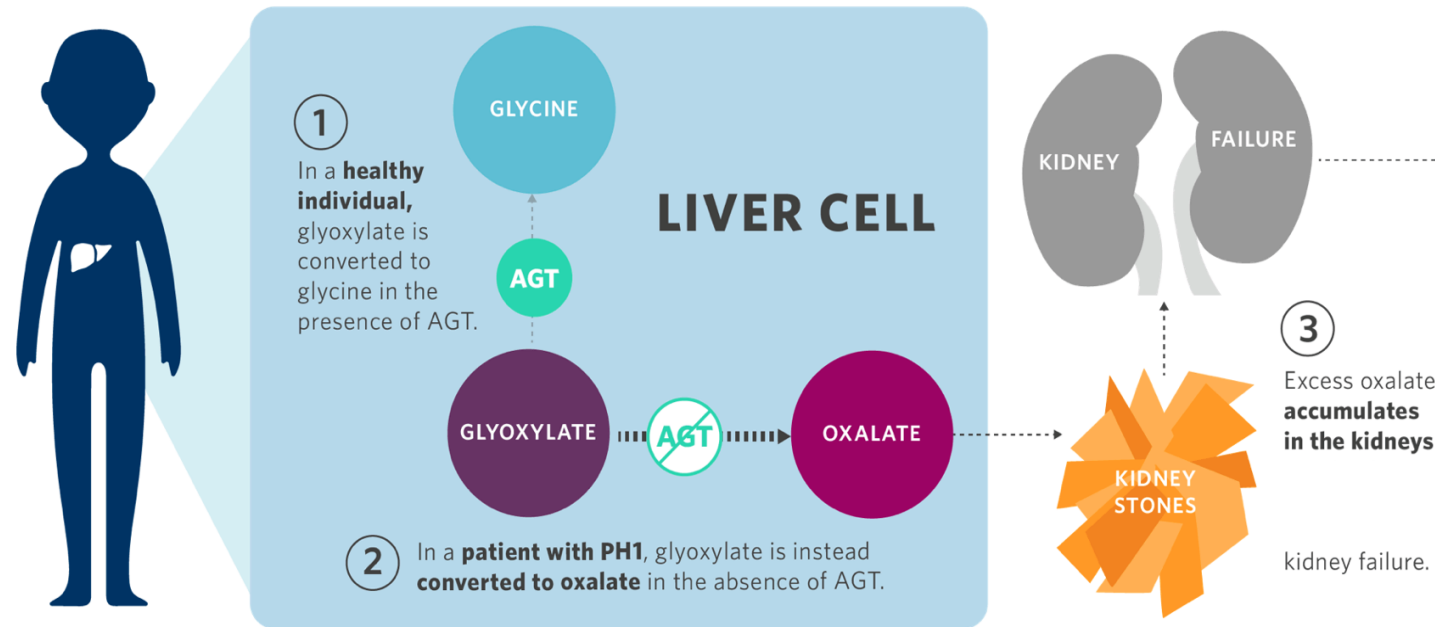 1
In a healthy
individual,
glyoxylate is
converted to
glycine in the
presence of AGT.
GLYCINE
AGT
LIVER CELL
GLYOXYLATE
AGT
OXALATE
2
In a patient with PH1, glyoxylate is instead
converted to oxalate in the absence of AGT.
KIDNEY
FAILURE
3
Excess oxalate
accumulates
in the kidneys
KIDNEY
STONES
kidney failure.